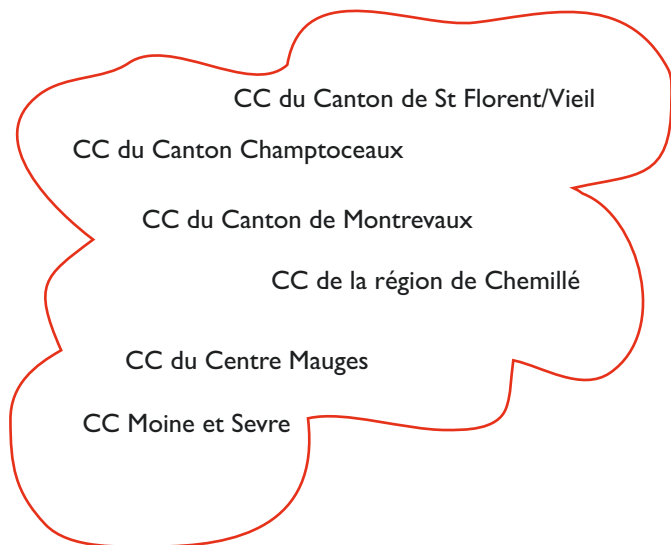 CC du Canton de St Florent/Vieil
CC du Canton Champtoceaux
CC du Canton de Montrevaux
CC de la région de Chemillé
CC du Centre Mauges
CC Moine et Sevre